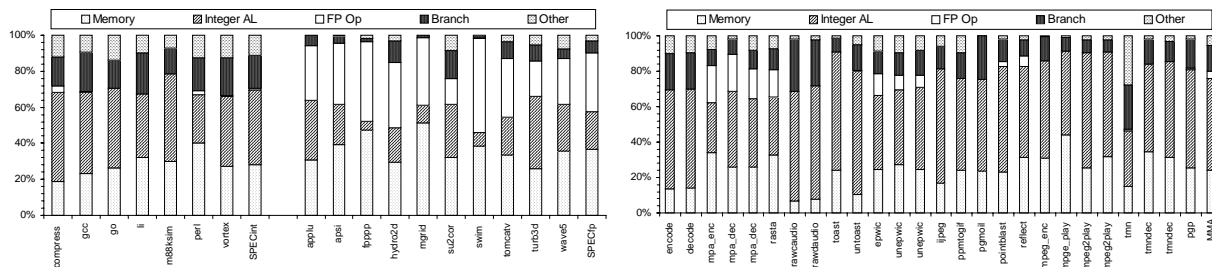 Memory Integer AL FP Op Branch Other
100%
80%
60%
40%
20%
0%
compress
gcc
go
li
m88ksim
perl
vortex
SPECint
applu
apsi
fpppp
hydro2d
mgrid
su2cor
swim
tomcatv
turb3d
wave5
SPECfp
Memory Integer AL FP Op Branch Other
100%
80%
60%
40%
20%
0%
encode
decode
mpa_enc
mpa_dec
mpa_dec
rasta
rawcaudio
rawdaudio
toast
untoast
epwic
unepwic
unepwic
ijpeg
ppmtogif
pgmoil
pointblast
reflect
mpeg_enc
mpge_play
mpeg2play
mpeg2play
tmn
tmndec
tmndec
pgp
MMA